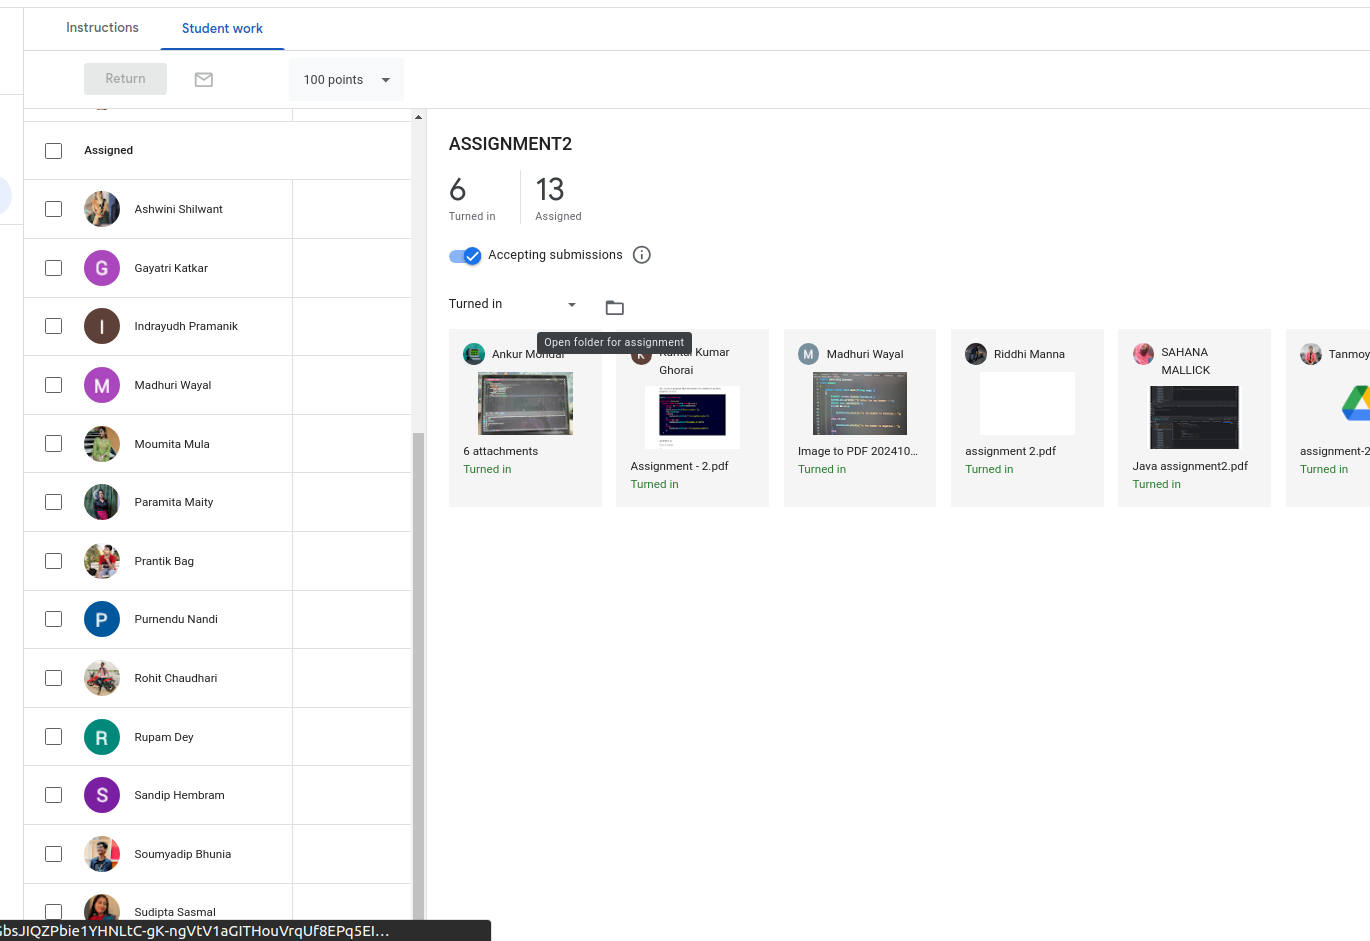 Instructions
Student work
Return
100 points
Assigned
Ashwini Shilwant
G
Gayatri Katkar
I
Indrayudh Pramanik
M
Madhuri Wayal
Moumita Mula
Paramita Maity
Prantik Bag
P
Purnendu Nandi
Rohit Chaudhari
R
Rupam Dey
S
Sandip Hembram
Soumyadip Bhunia
Sudipta Sasmal
ASSIGNMENT2
6
13
Turned in
Assigned
Accepting submissions
Turned in
Open folder for assignment
Ankur Mondal
6 attachments
Turned in
K
Kumar
Ghorai
Assignment - 2.pdf
Turned in
M
Madhuri Wayal
Image to PDF 202410...
Turned in
Riddhi Manna
assignment 2.pdf
Turned in
SAHANA
MALLICK
Java assignment2.pdf
Turned in
Tanmoy
assignment-2
Turned in